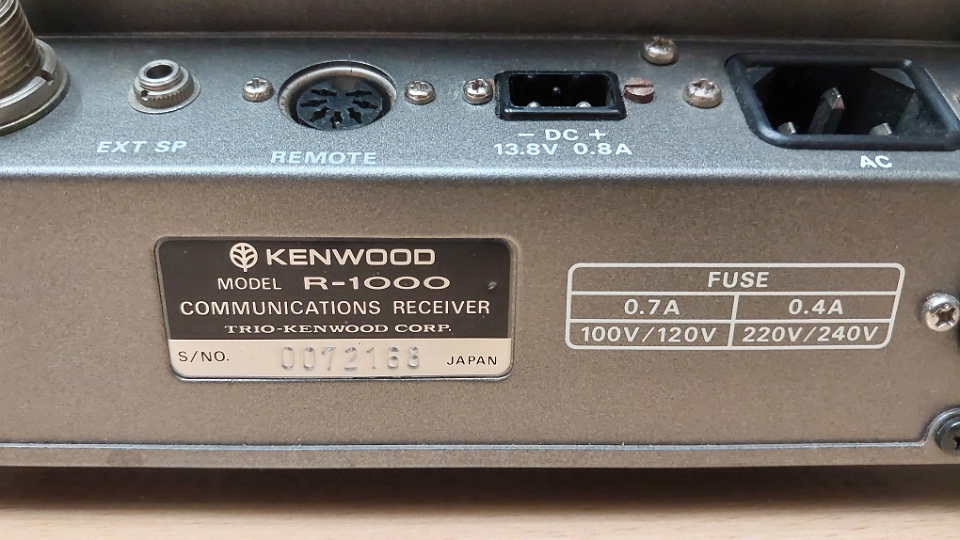 EXT SP
REMOTE
− DC +
13.8V 0.8A
AC
KENWOOD
MODEL R-1000
COMMUNICATIONS RECEIVER
TRIO-KENWOOD CORP.
S/NO. 0072168 JAPAN
FUSE
0.7A 0.4A
100V/120V 220V/240V